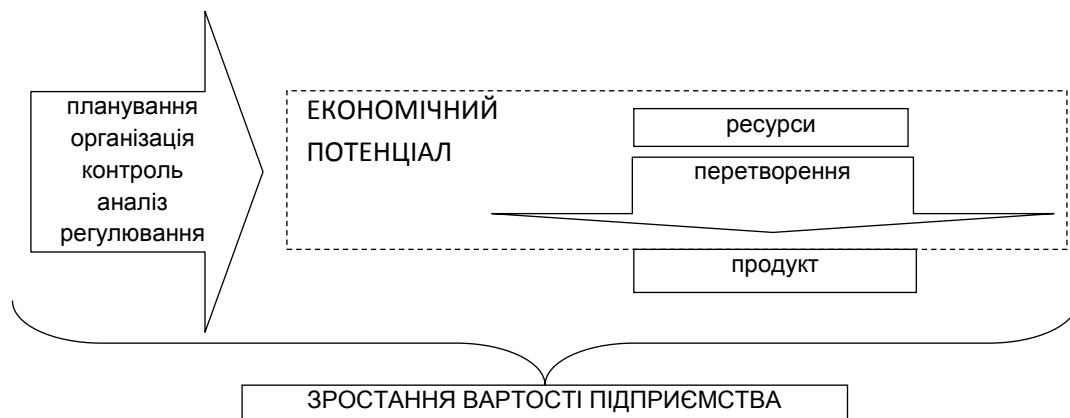 планування
організація
контроль
аналіз
регулювання
ЕКОНОМІЧНИЙ
ПОТЕНЦІАЛ
ресурси
перетворення
продукт
ЗРОСТАННЯ ВАРТОСТІ ПІДПРИЄМСТВА